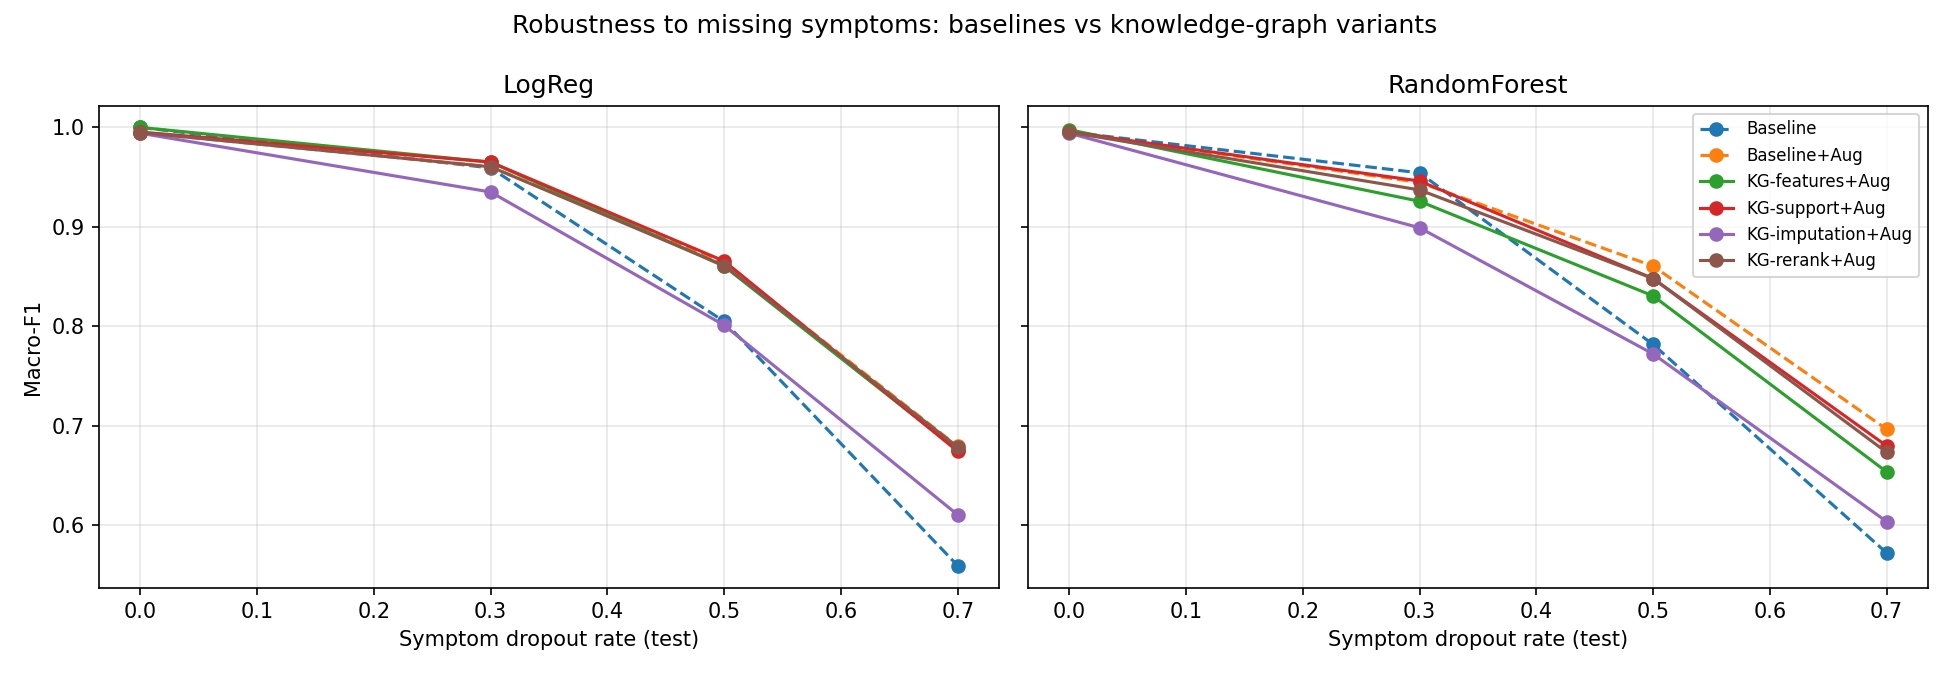 Robustness to missing symptoms: baselines vs knowledge-graph variants
LogReg
1.0
0.9
0.8
0.7
0.6
Macro-F1
0.0 0.1 0.2 0.3 0.4 0.5 0.6 0.7
Symptom dropout rate (test)
RandomForest
Baseline
Baseline+Aug
KG-features+Aug
KG-support+Aug
KG-imputation+Aug
KG-rerank+Aug
0.0 0.1 0.2 0.3 0.4 0.5 0.6 0.7
Symptom dropout rate (test)